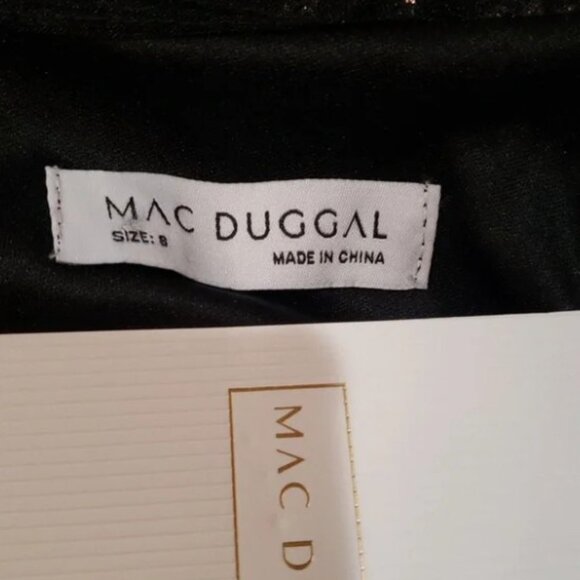 MAC DUGGAL
SIZE: 8
MADE IN CHINA
MAC D